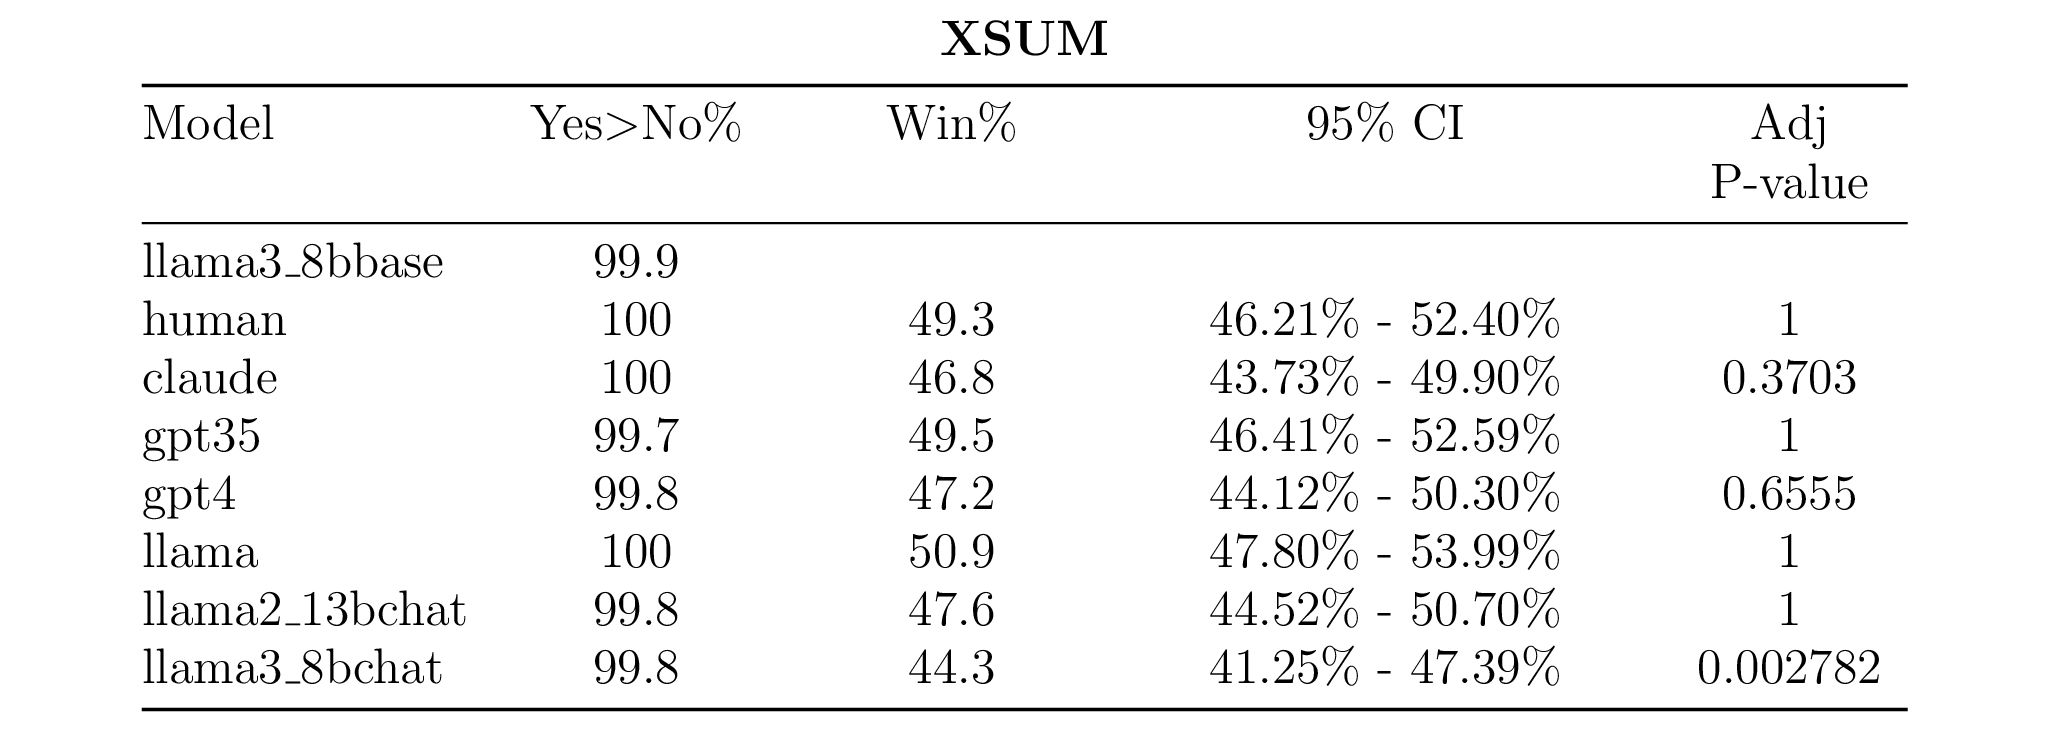 XSUM
Model Yes>No% Win% 95% CI Adj
P-value
llama3_8bbase 99.9
human 100 49.3 46.21% - 52.40% 1
claude 100 46.8 43.73% - 49.90% 0.3703
gpt35 99.7 49.5 46.41% - 52.59% 1
gpt4 99.8 47.2 44.12% - 50.30% 0.6555
llama 100 50.9 47.80% - 53.99% 1
llama2_13bchat 99.8 47.6 44.52% - 50.70% 1
llama3_8bchat 99.8 44.3 41.25% - 47.39% 0.002782